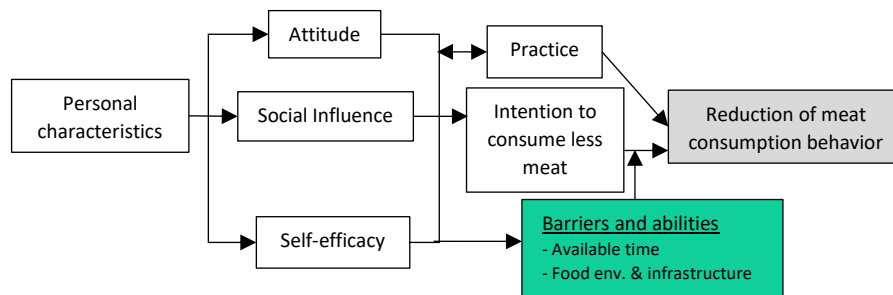 Attitude
Practice
Personal
characteristics
Social Influence
Intention to
consume less
meat
Reduction of meat
consumption behavior
Self-efficacy
Barriers and abilities
- Available time
- Food env. & infrastructure